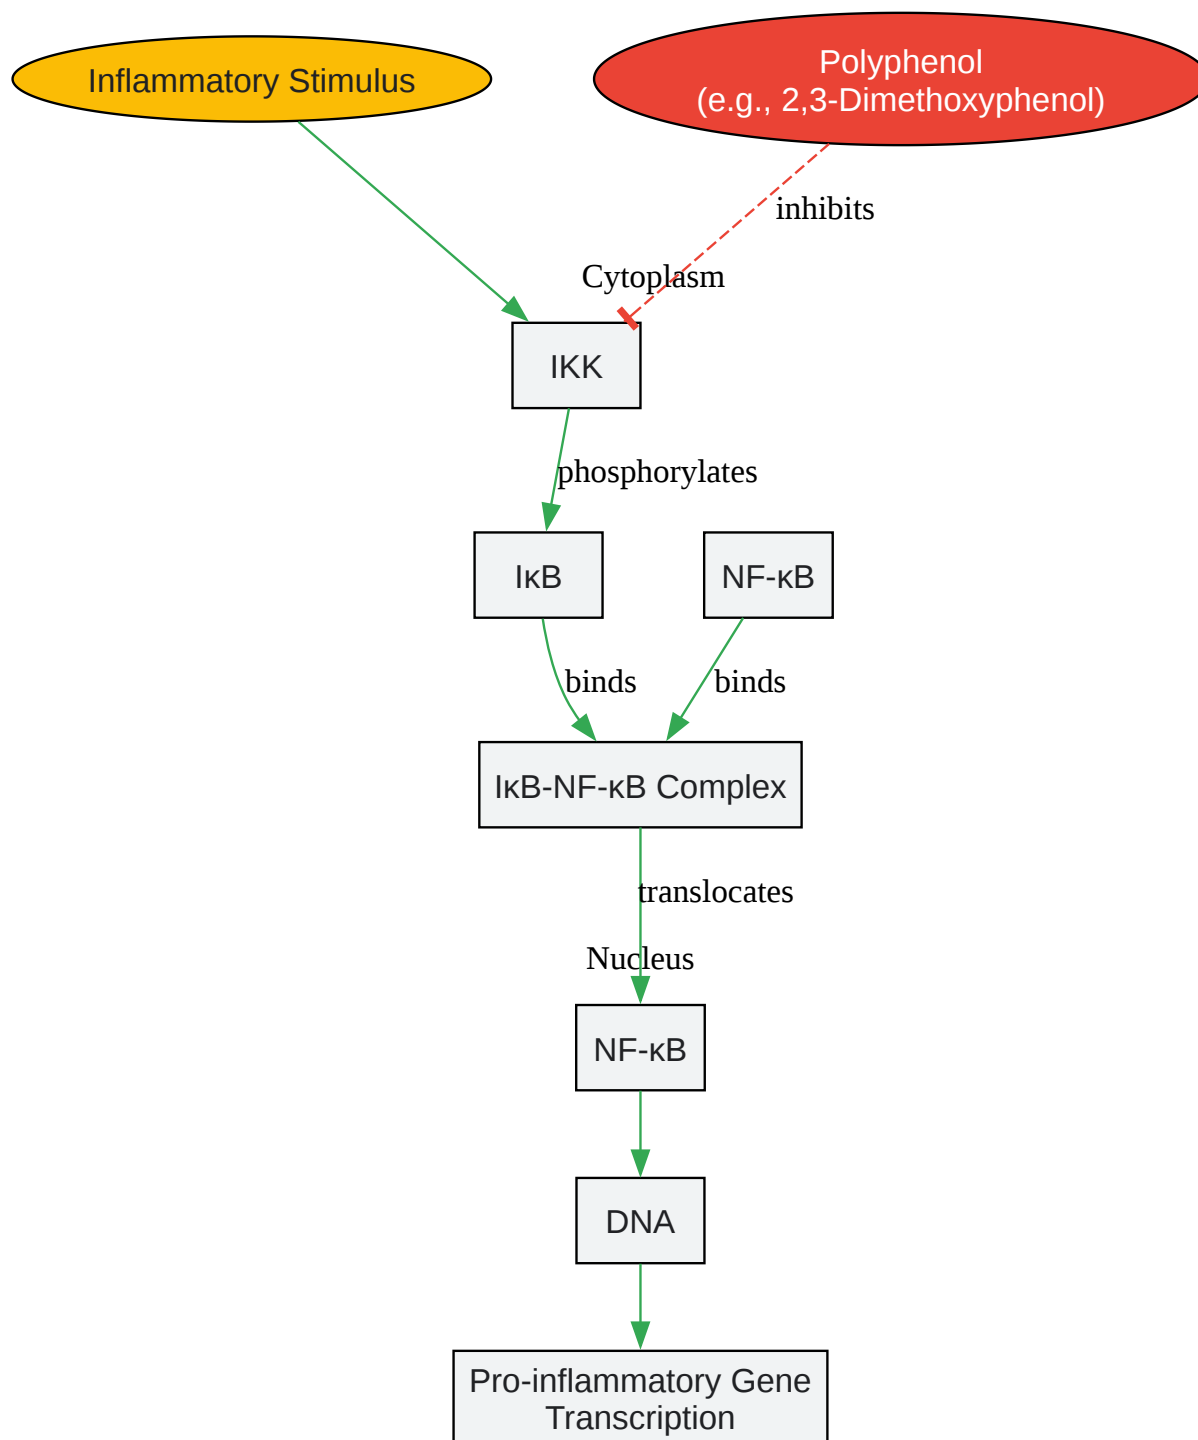 Inflammatory Stimulus
Polyphenol
(e.g., 2,3-Dimethoxyphenol)
inhibits
Cytoplasm
IKK
phosphorylates
IκB
NF-κB
binds
binds
IκB-NF-κB Complex
translocates
Nucleus
NF-κB
DNA
Pro-inflammatory Gene
Transcription